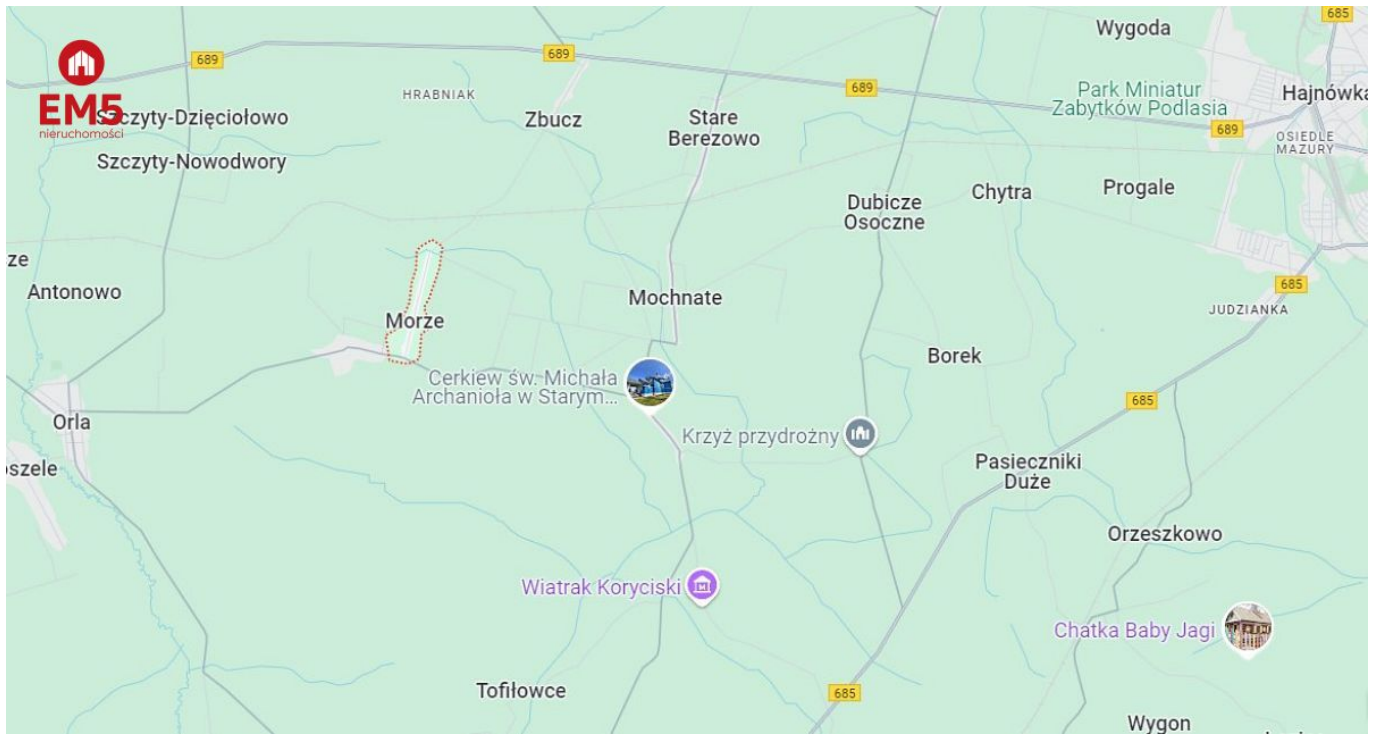 685
Wygoda
689
689
689
Park Miniatur
Zabytków Podlasia
Hajnówka
HRABNIAK
EM5
nieruchomości
Szczyty-Dzięciołowo
Zbucz
Stare
Berezowo
689
OSIEDLE
MAZURY
Szczyty-Nowodwory
Chytra
Progale
Dubicze
Osoczne
ze
Antonowo
Mochnate
685
JUDZIANKA
Morze
Borek
Cerkiew św. Michała
Archanioła w Starym...
685
Orla
Krzyż przydrożny
szele
Pasieczniki
Duże
Orzeszkowo
Wiatrak Koryciski
Chatka Baby Jagi
Tofiłowce
685
Wygon